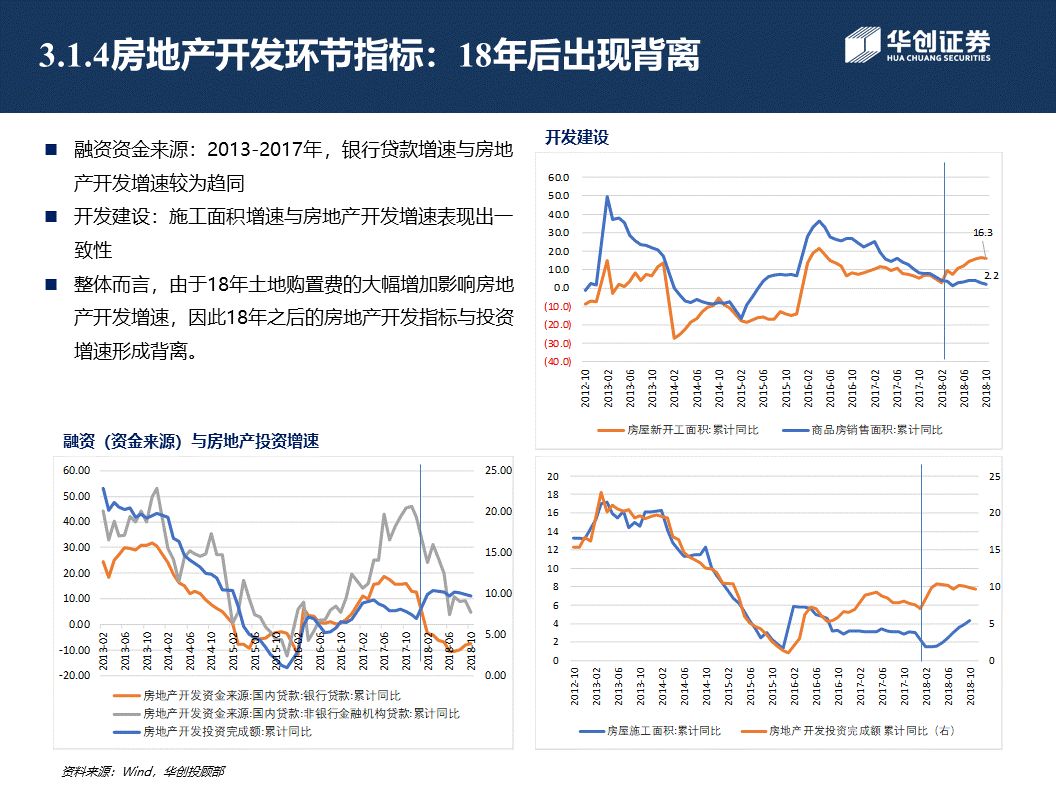 3.1.4房地产开发环节指标：18年后出现背离
华创证券
HUA CHUANG SECURITIES
■ 融资资金来源：2013-2017年，银行贷款增速与房地
产开发增速较为趋同
■ 开发建设：施工面积增速与房地产开发增速表现出一
致性
■ 整体而言，由于18年土地购置费的大幅增加影响房地
产开发增速，因此18年之后的房地产开发指标与投资
增速形成背离。
开发建设
60.0
50.0
40.0
30.0
20.0
10.0
0.0
(10.0)
(20.0)
(30.0)
(40.0)
16.3
2.2
2012-10 2013-02 2013-06 2013-10 2014-02 2014-06 2014-10 2015-02 2015-06 2015-10 2016-02 2016-06 2016-10 2017-02 2017-06 2017-10 2018-02 2018-06 2018-10
房屋新开工面积:累计同比 商品房销售面积:累计同比
融资（资金来源）与房地产投资增速
60.00
50.00
40.00
30.00
20.00
10.00
0.00
-10.00
-20.00
25.00
20.00
15.00
10.00
5.00
0.00
2013-02 2013-06 2013-10 2014-02 2014-06 2014-10 2015-02 2015-06 2015-10 2016-02 2016-06 2016-10 2017-02 2017-06 2017-10 2018-02 2018-06 2018-10
房地产开发资金来源:国内贷款:银行贷款:累计同比
房地产开发资金来源:国内贷款:非银行金融机构贷款:累计同比
房地产开发投资完成额:累计同比
20
18
16
14
12
10
8
6
4
2
0
25
20
15
10
5
0
2012-10 2013-02 2013-06 2013-10 2014-02 2014-06 2014-10 2015-02 2015-06 2015-10 2016-02 2016-06 2016-10 2017-02 2017-06 2017-10 2018-02 2018-06 2018-10
房屋施工面积:累计同比 房地产开发投资完成额 累计同比（右）
资料来源：Wind，华创投顾部